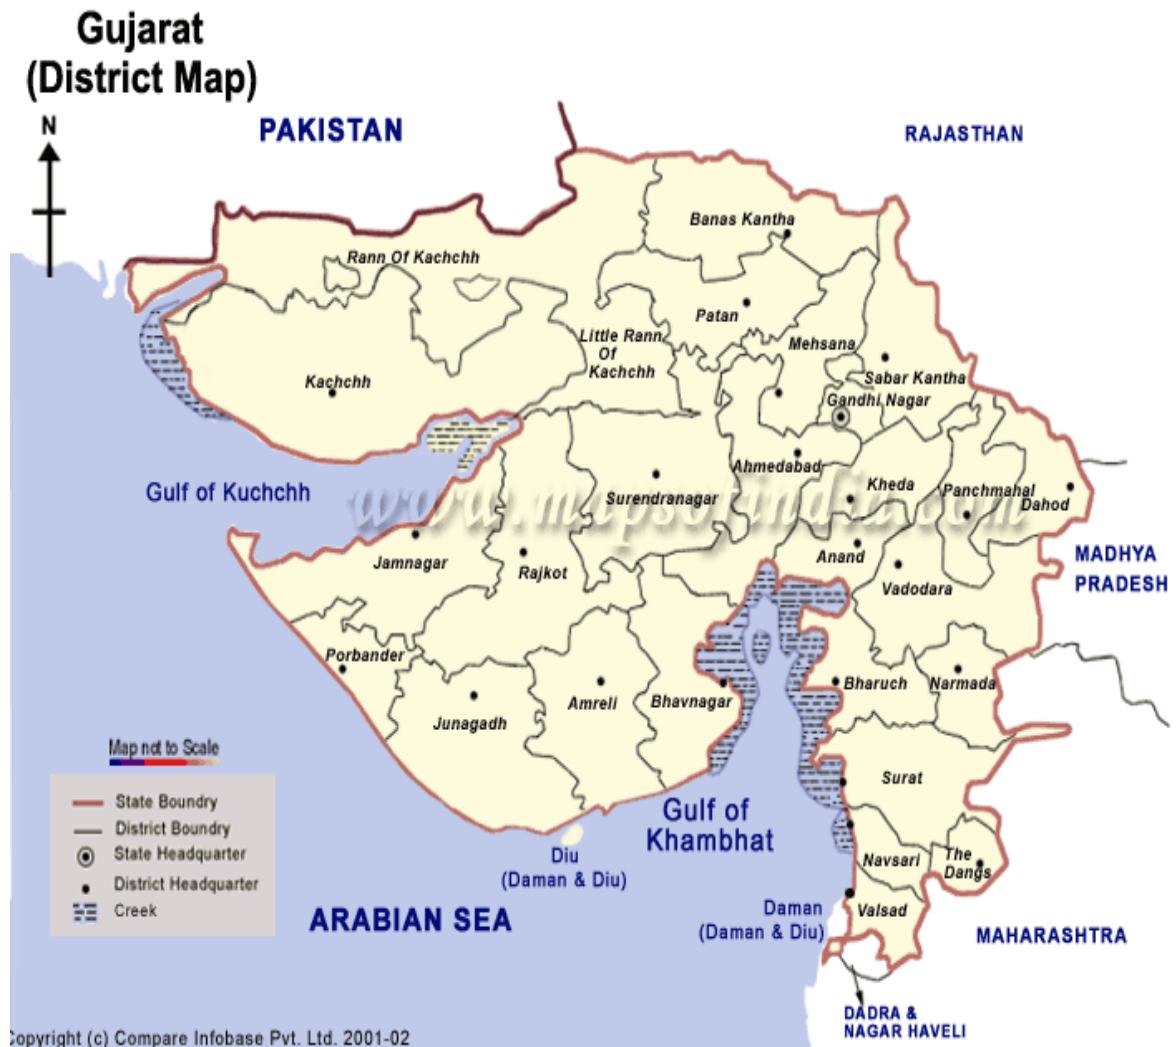 Gujarat
(District Map)
N
PAKISTAN
RAJASTHAN
Banas Kantha
Rann Of Kachchh
Patan
Little Rann
Of
Kachchh
Mehsana
Kachchh
Sabar Kantha
Gandhi Nagar
Ahmedabad
Gulf of Kuchchh
Surendranagar
Kheda
Panchmahal
Dahod
www.mapsofindia.com
Jamnagar
Rajkot
Anand
Vadodara
MADHYA
PRADESH
Porbander
Junagadh
Amreli
Bhavnagar
Bharuch
Narmada
Map not to Scale
Surat
State Boundry
District Boundry
State Headquarter
District Headquarter
Creek
Gulf of
Khambhat
Diu
(Daman & Diu)
Navsari
The
Dangs
ARABIAN SEA
Daman
(Daman & Diu)
Valsad
MAHARASHTRA
DADRA &
NAGAR HAVELI
Copyright (c) Compare Infobase Pvt. Ltd. 2001-02